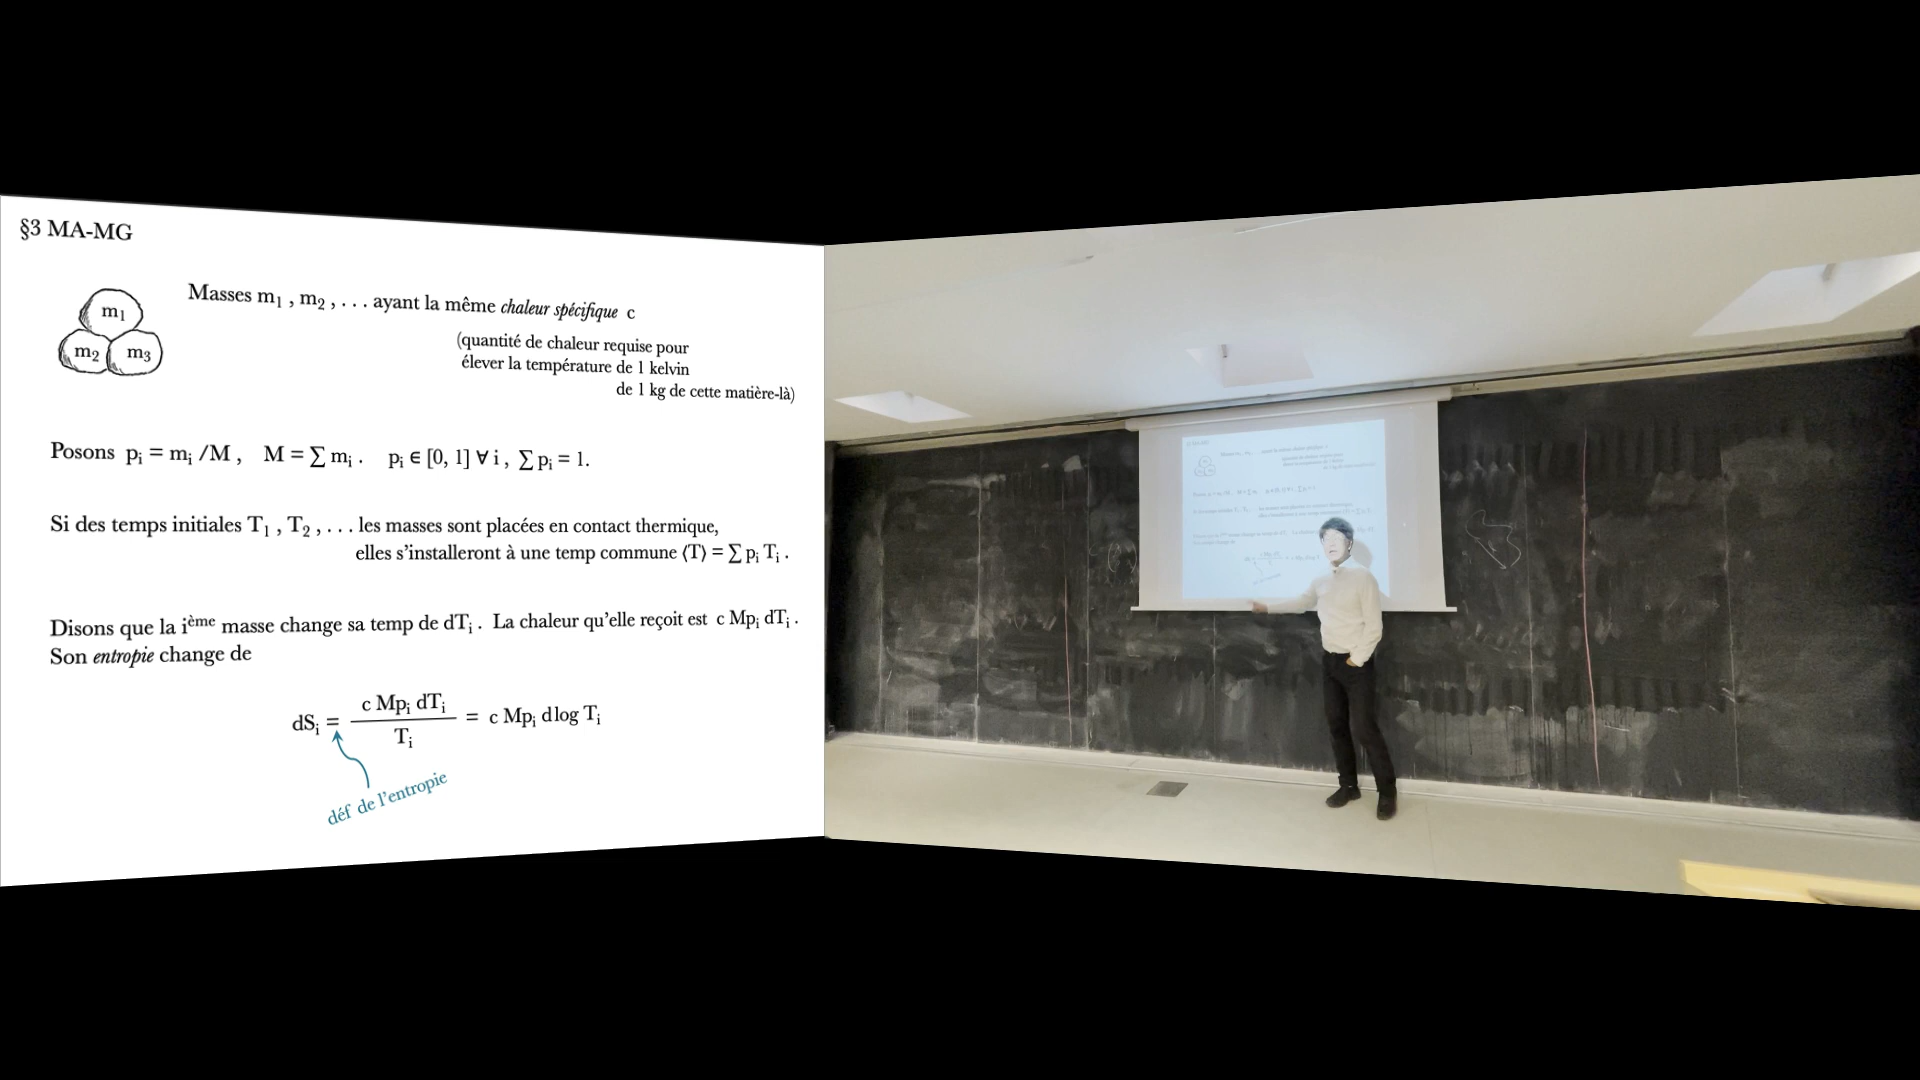 §3 MA-MG
m₁
m₂ m₃
Masses m₁ , m₂ , . . . ayant la même chaleur spécifique c
(quantité de chaleur requise pour
élever la température de 1 kelvin
de 1 kg de cette matière-là)
Posons pᵢ = mᵢ /M , M = ∑ mᵢ . pᵢ ∈ [0, 1] ∀ i , ∑ pᵢ = 1.
Si des temps initiales T₁ , T₂ , . . . les masses sont placées en contact thermique,
elles s'installeront à une temp commune ⟨T⟩ = ∑ pᵢ Tᵢ .
Disons que la iᵉᵐᵉ masse change sa temp de dTᵢ . La chaleur qu'elle reçoit est c Mpᵢ dTᵢ .
Son entropie change de
dSᵢ = c Mpᵢ dTᵢ / Tᵢ = c Mpᵢ dlog Tᵢ
déf de l'entropie